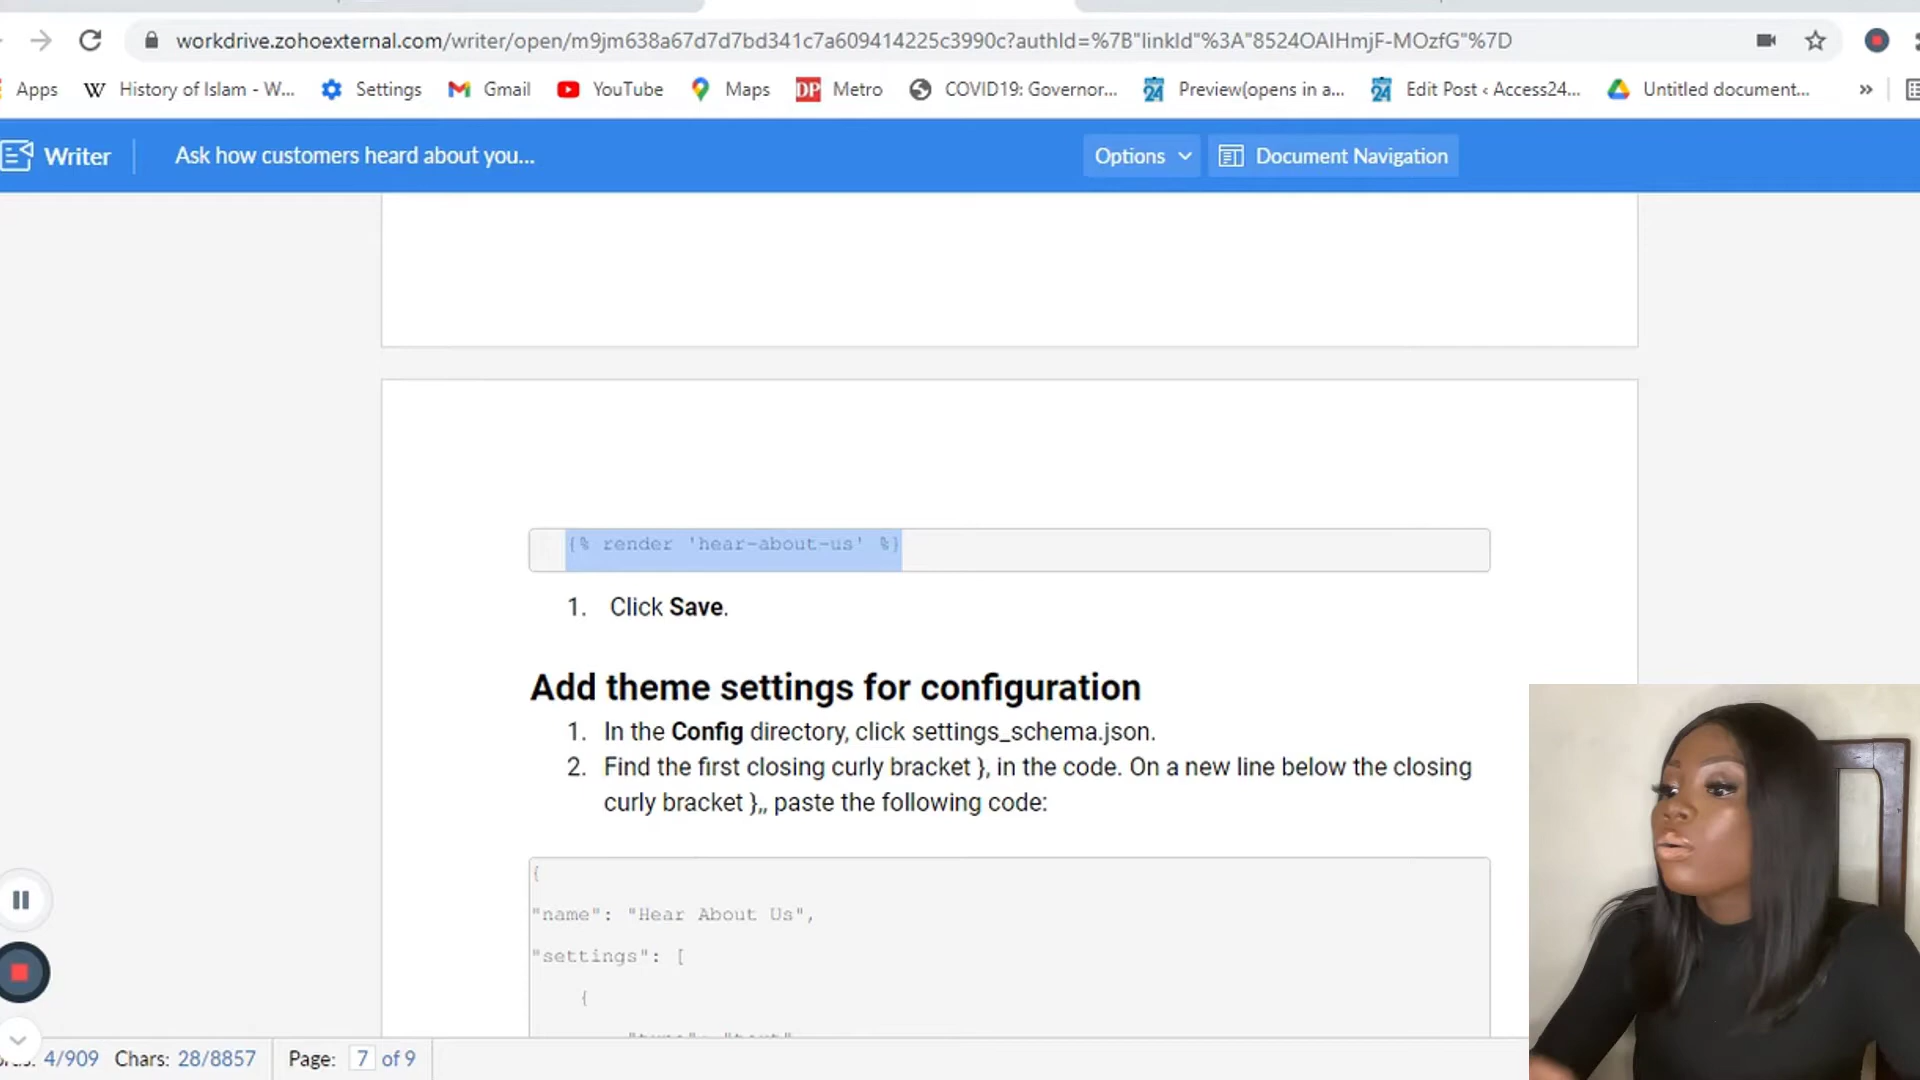 workdrive.zohoexternal.com/writer/open/m9jm638a67d7d7bd341c7a609414225c3990c?authId=%7B"linkId"%3A"8524OAIHmjF-MOzfG"%7D
Apps W History of Islam - W... Settings Gmail YouTube Maps DP Metro COVID19: Governor... 24 Preview(opens in a... 24 Edit Post ‹ Access24... Untitled document... »
Writer Ask how customers heard about you... Options Document Navigation
{% render 'hear-about-us' %}
1. Click Save.
Add theme settings for configuration
1. In the Config directory, click settings_schema.json.
2. Find the first closing curly bracket }, in the code. On a new line below the closing
curly bracket },, paste the following code:
{
"name": "Hear About Us",
"settings": [
{
"type": "text",
4/909 Chars: 28/8857 Page: 7 of 9